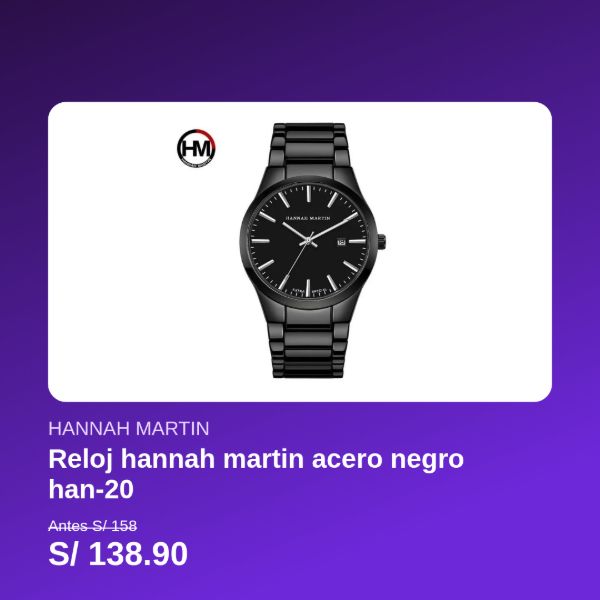 HM
HANNAH MARTIN
HANNAH MARTIN
Reloj hannah martin acero negro
han-20
Antes S/ 158
S/ 138.90